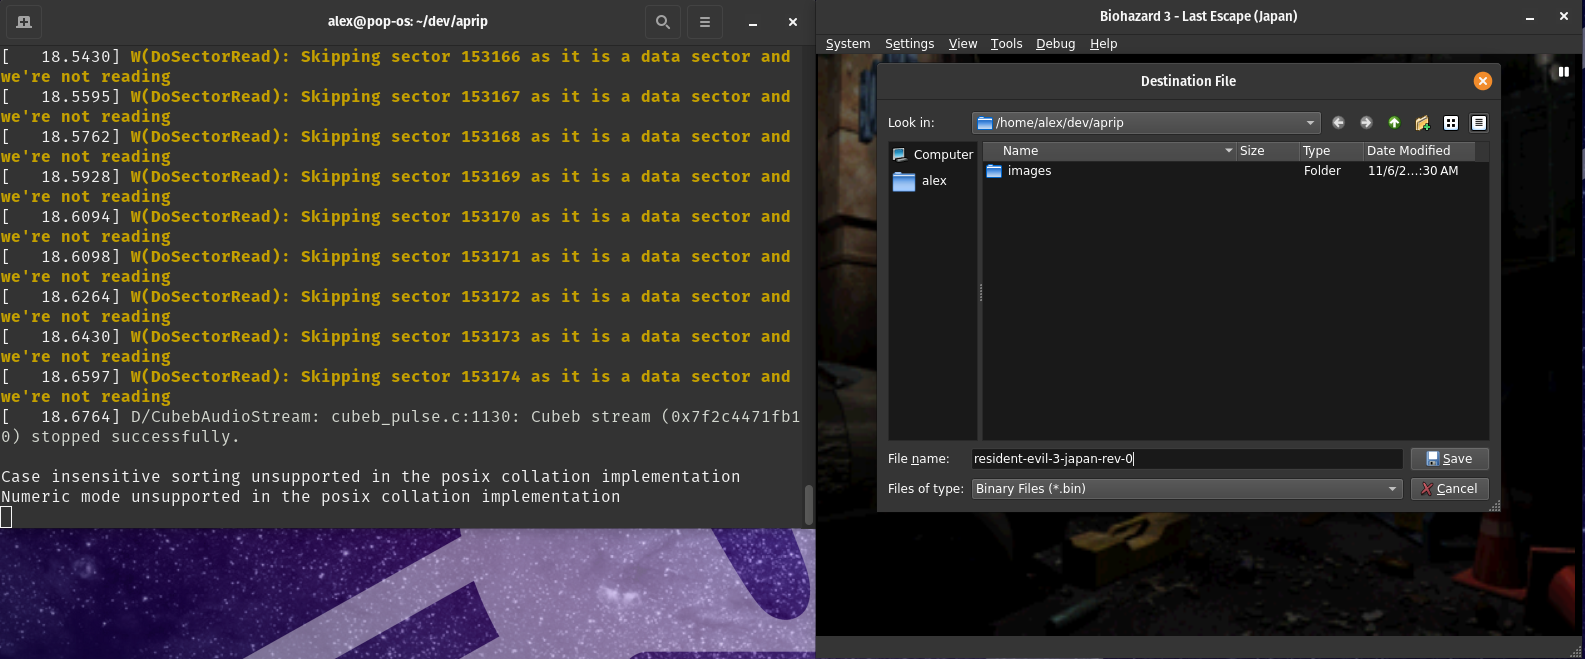 alex@pop-os: ~/dev/aprip
[   18.5430] W(DoSectorRead): Skipping sector 153166 as it is a data sector and
we're not reading
[   18.5595] W(DoSectorRead): Skipping sector 153167 as it is a data sector and
we're not reading
[   18.5762] W(DoSectorRead): Skipping sector 153168 as it is a data sector and
we're not reading
[   18.5928] W(DoSectorRead): Skipping sector 153169 as it is a data sector and
we're not reading
[   18.6094] W(DoSectorRead): Skipping sector 153170 as it is a data sector and
we're not reading
[   18.6098] W(DoSectorRead): Skipping sector 153171 as it is a data sector and
we're not reading
[   18.6264] W(DoSectorRead): Skipping sector 153172 as it is a data sector and
we're not reading
[   18.6430] W(DoSectorRead): Skipping sector 153173 as it is a data sector and
we're not reading
[   18.6597] W(DoSectorRead): Skipping sector 153174 as it is a data sector and
we're not reading
[   18.6764] D/CubebAudioStream: cubeb_pulse.c:1130: Cubeb stream (0x7f2c4471fb1
0) stopped successfully.
Case insensitive sorting unsupported in the posix collation implementation
Numeric mode unsupported in the posix collation implementation
Biohazard 3 - Last Escape (Japan)
System Settings View Tools Debug Help
Destination File
Look in: /home/alex/dev/aprip
Computer
alex
Name Size Type Date Modified
images Folder 11/6/2...:30 AM
File name: resident-evil-3-japan-rev-0 Save
Files of type: Binary Files (*.bin) Cancel